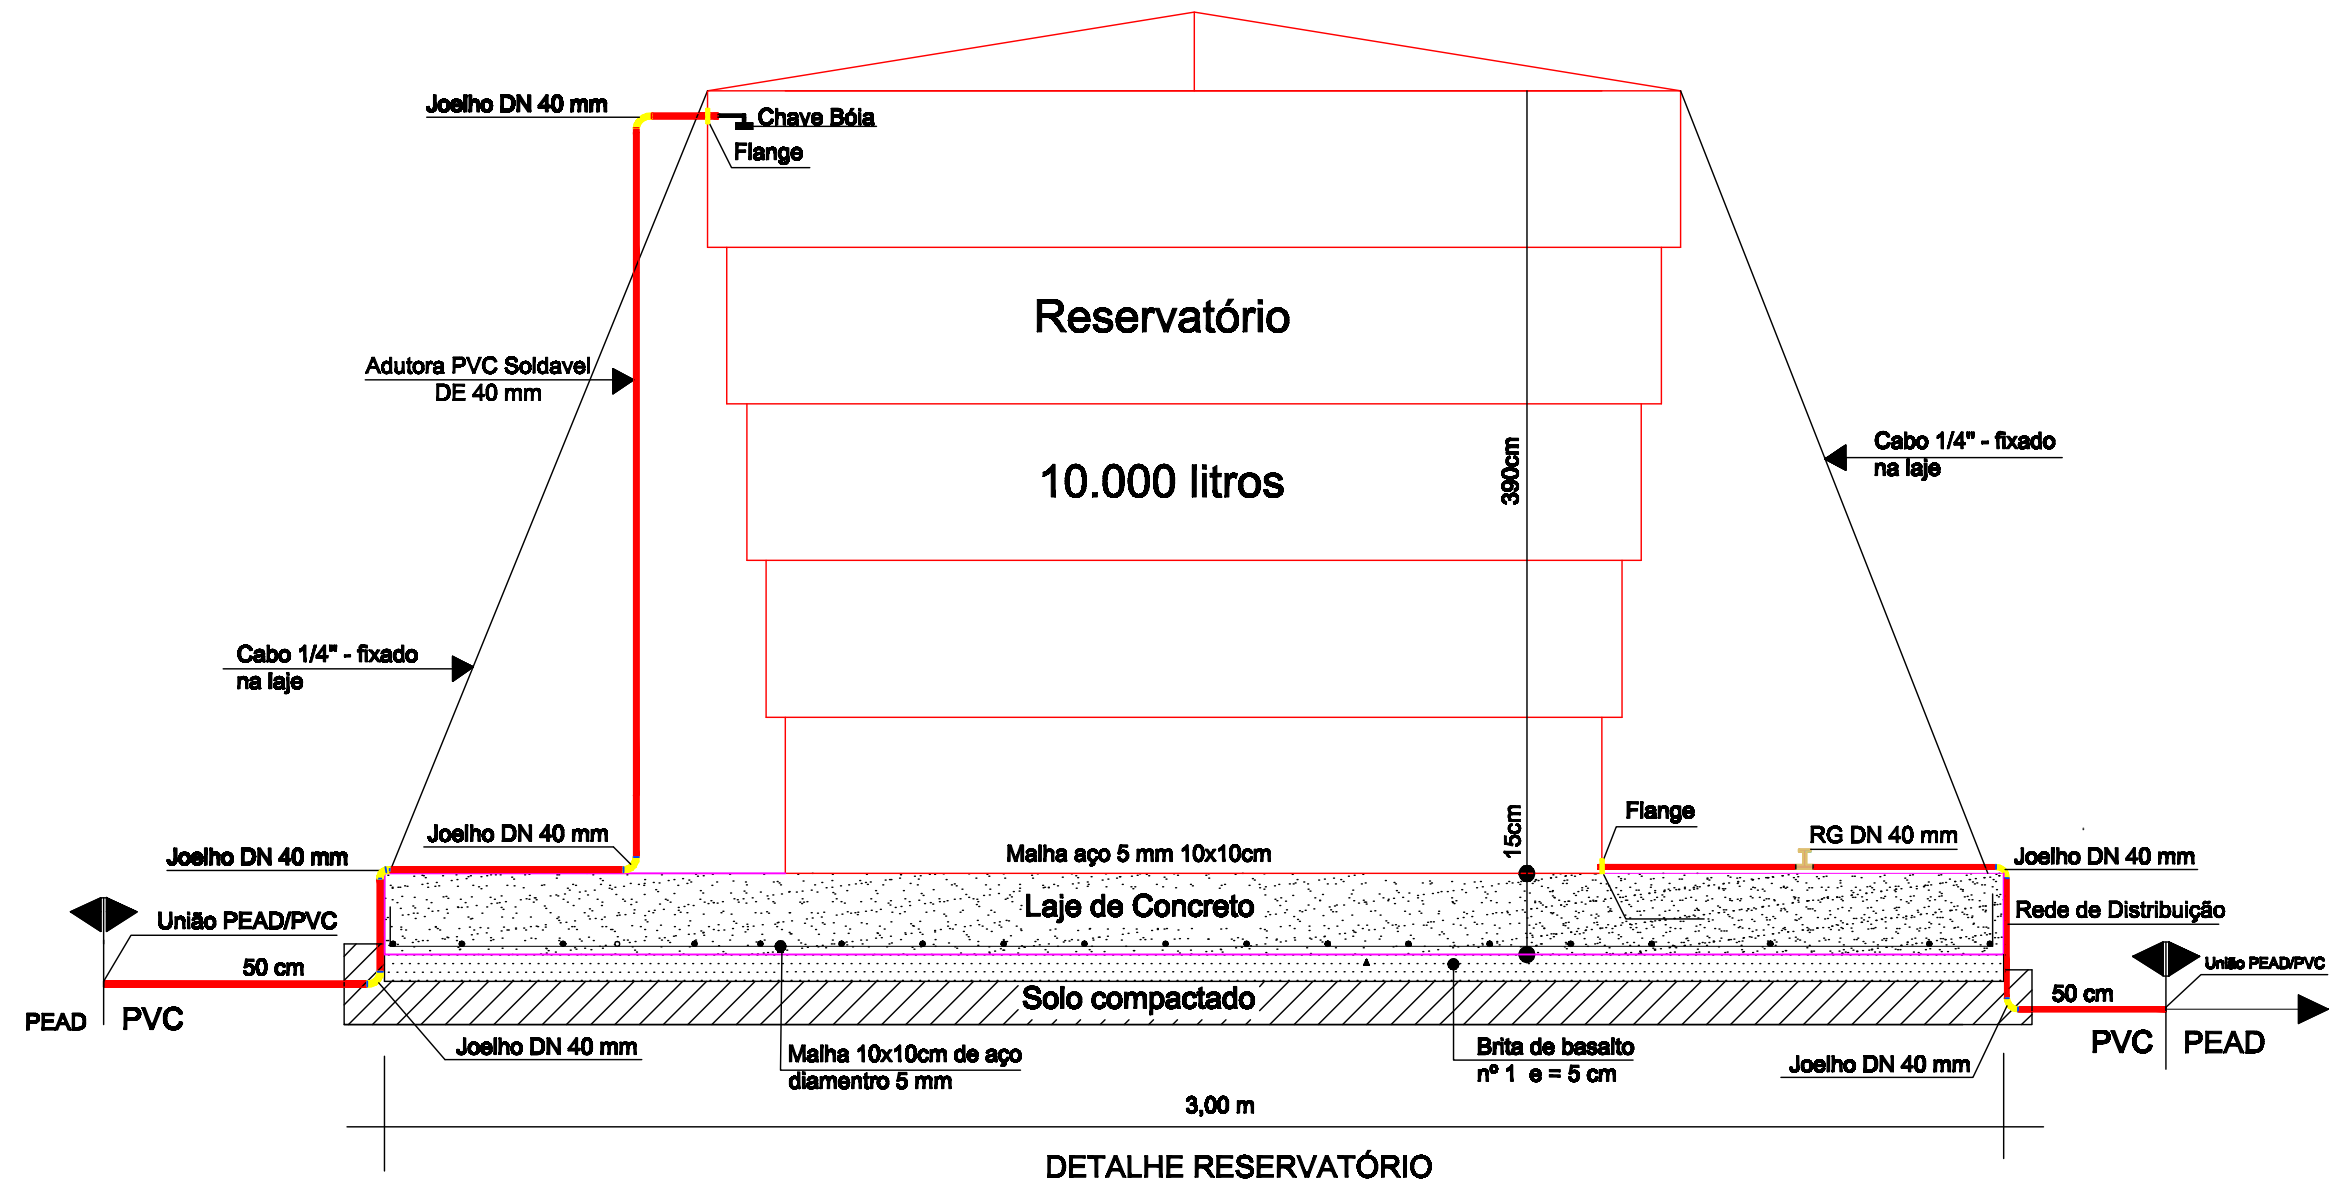 Joelho DN 40 mm
Chave Bóia
Flange
Reservatório
Adutora PVC Soldavel
DE 40 mm
10.000 litros
390cm
Cabo 1/4" - fixado
na laje
Cabo 1/4" - fixado
na laje
15cm
Flange
Joelho DN 40 mm
RG DN 40 mm
Joelho DN 40 mm
Malha aço 5 mm 10x10cm
Joelho DN 40 mm
Laje de Concreto
Rede de Distribuição
União PEAD/PVC
50 cm
União PEAD/PVC
Solo compactado
50 cm
PEAD
PVC
Joelho DN 40 mm
Malha 10x10cm de aço
diamentro 5 mm
Brita de basalto
nº 1 e = 5 cm
Joelho DN 40 mm
PVC
PEAD
3,00 m
DETALHE RESERVATÓRIO